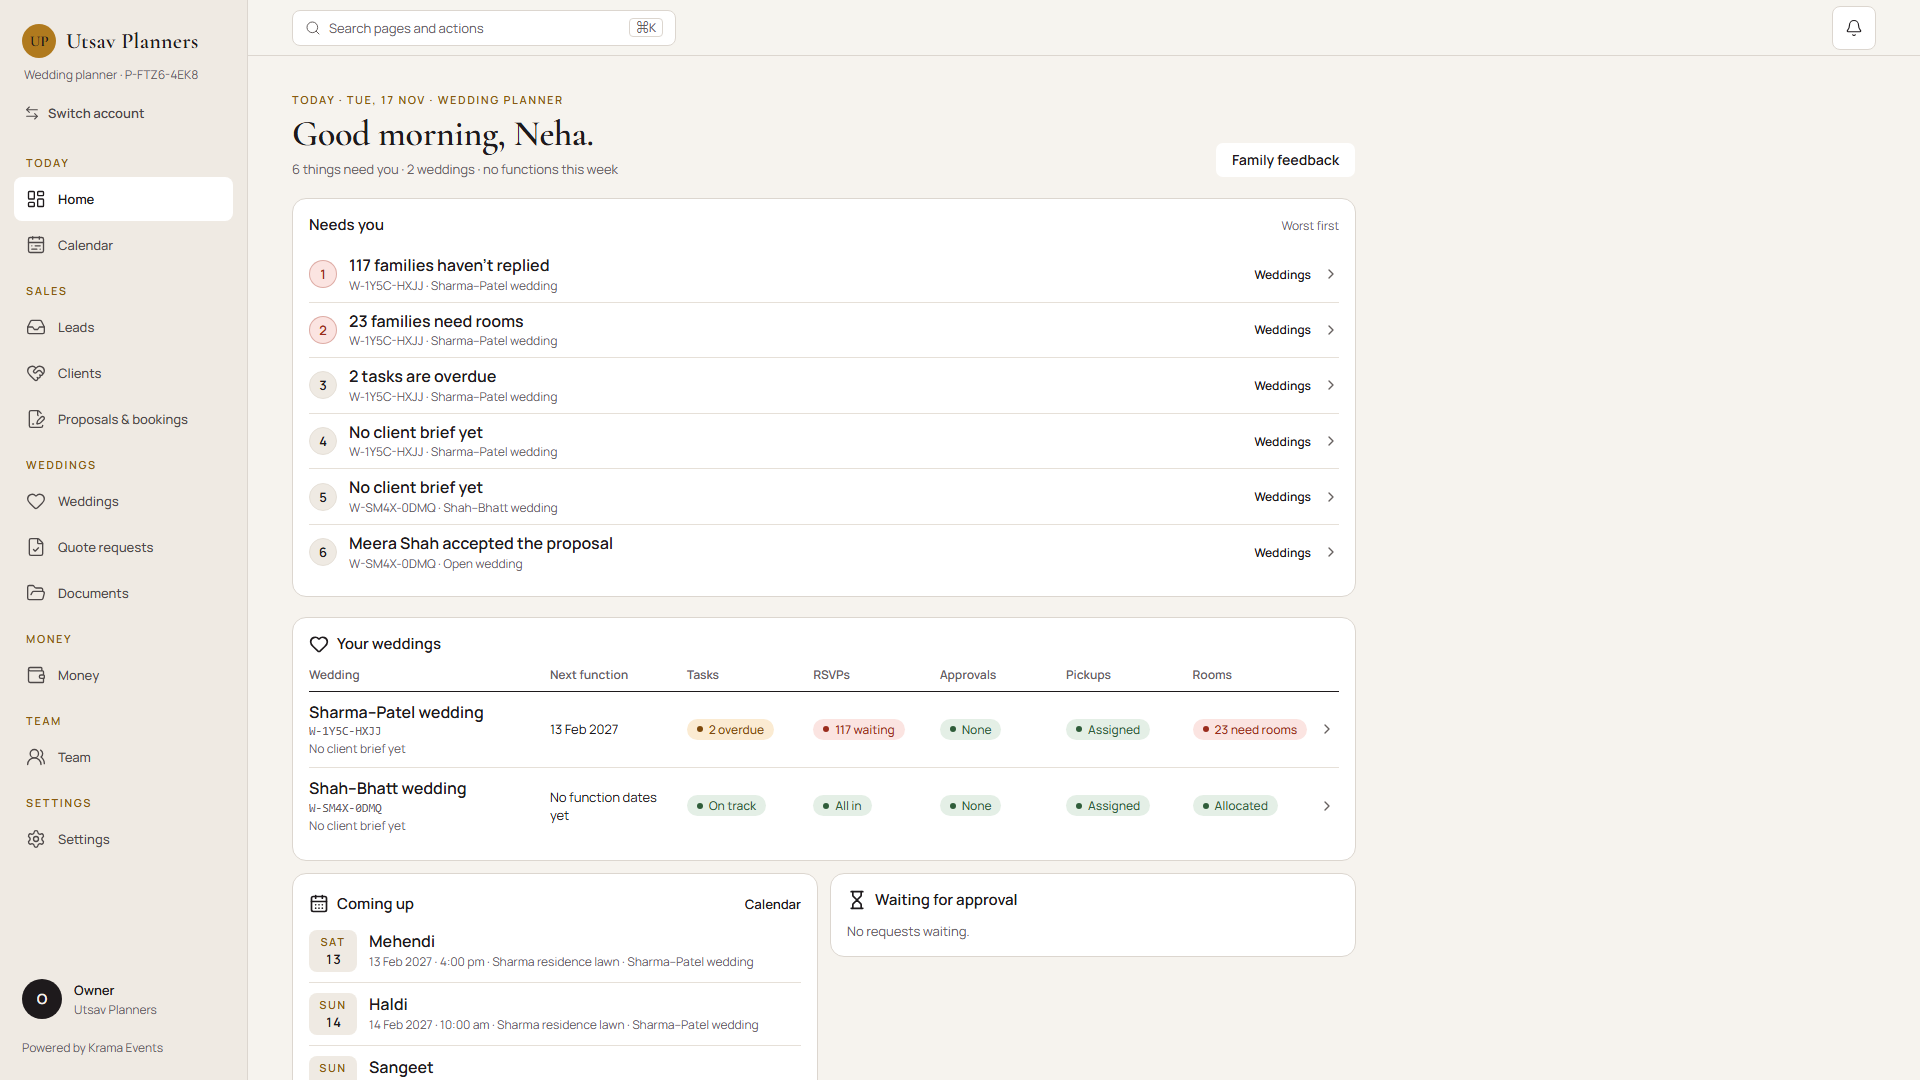 UP
Utsav Planners
Wedding planner · P-FTZ6-4EK8
Switch account
TODAY
Home
Calendar
SALES
Leads
Clients
Proposals & bookings
WEDDINGS
Weddings
Quote requests
Documents
MONEY
Money
TEAM
Team
SETTINGS
Settings
O
Owner
Utsav Planners
Powered by Krama Events
Search pages and actions
⌘K
TODAY · TUE, 17 NOV · WEDDING PLANNER
Good morning, Neha.
6 things need you · 2 weddings · no functions this week
Family feedback
Needs you
Worst first
1
117 families haven't replied
W-1Y5C-HXJJ · Sharma–Patel wedding
Weddings
2
23 families need rooms
W-1Y5C-HXJJ · Sharma–Patel wedding
Weddings
3
2 tasks are overdue
W-1Y5C-HXJJ · Sharma–Patel wedding
Weddings
4
No client brief yet
W-1Y5C-HXJJ · Sharma–Patel wedding
Weddings
5
No client brief yet
W-SM4X-0DMQ · Shah–Bhatt wedding
Weddings
6
Meera Shah accepted the proposal
W-SM4X-0DMQ · Open wedding
Weddings
Your weddings
Wedding Next function Tasks RSVPs Approvals Pickups Rooms
Sharma–Patel wedding
W-1Y5C-HXJJ
No client brief yet
13 Feb 2027
2 overdue
117 waiting
None
Assigned
23 need rooms
Shah–Bhatt wedding
W-SM4X-0DMQ
No client brief yet
No function dates
yet
On track
All in
None
Assigned
Allocated
Coming up
Calendar
SAT
13
Mehendi
13 Feb 2027 · 4:00 pm · Sharma residence lawn · Sharma–Patel wedding
SUN
14
Haldi
14 Feb 2027 · 10:00 am · Sharma residence lawn · Sharma–Patel wedding
SUN
Sangeet
Waiting for approval
No requests waiting.